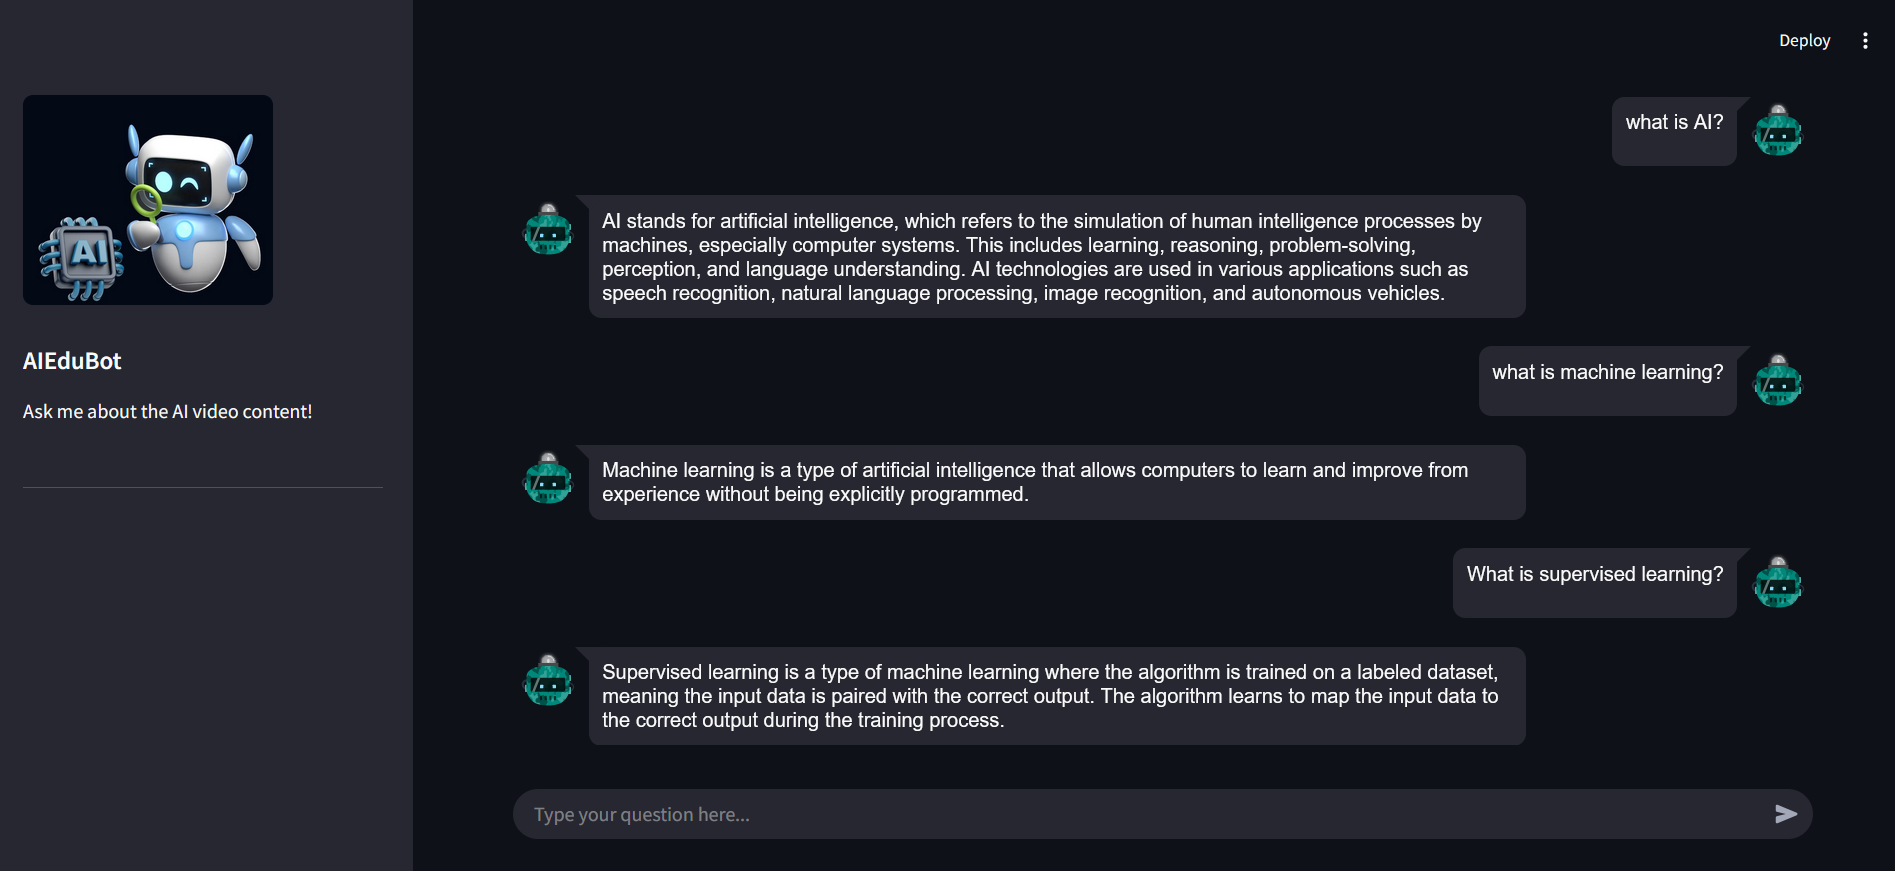 Deploy
AI
AIEduBot
Ask me about the AI video content!
what is AI?
AI stands for artificial intelligence, which refers to the simulation of human intelligence processes by
machines, especially computer systems. This includes learning, reasoning, problem-solving,
perception, and language understanding. AI technologies are used in various applications such as
speech recognition, natural language processing, image recognition, and autonomous vehicles.
what is machine learning?
Machine learning is a type of artificial intelligence that allows computers to learn and improve from
experience without being explicitly programmed.
What is supervised learning?
Supervised learning is a type of machine learning where the algorithm is trained on a labeled dataset,
meaning the input data is paired with the correct output. The algorithm learns to map the input data to
the correct output during the training process.
Type your question here...